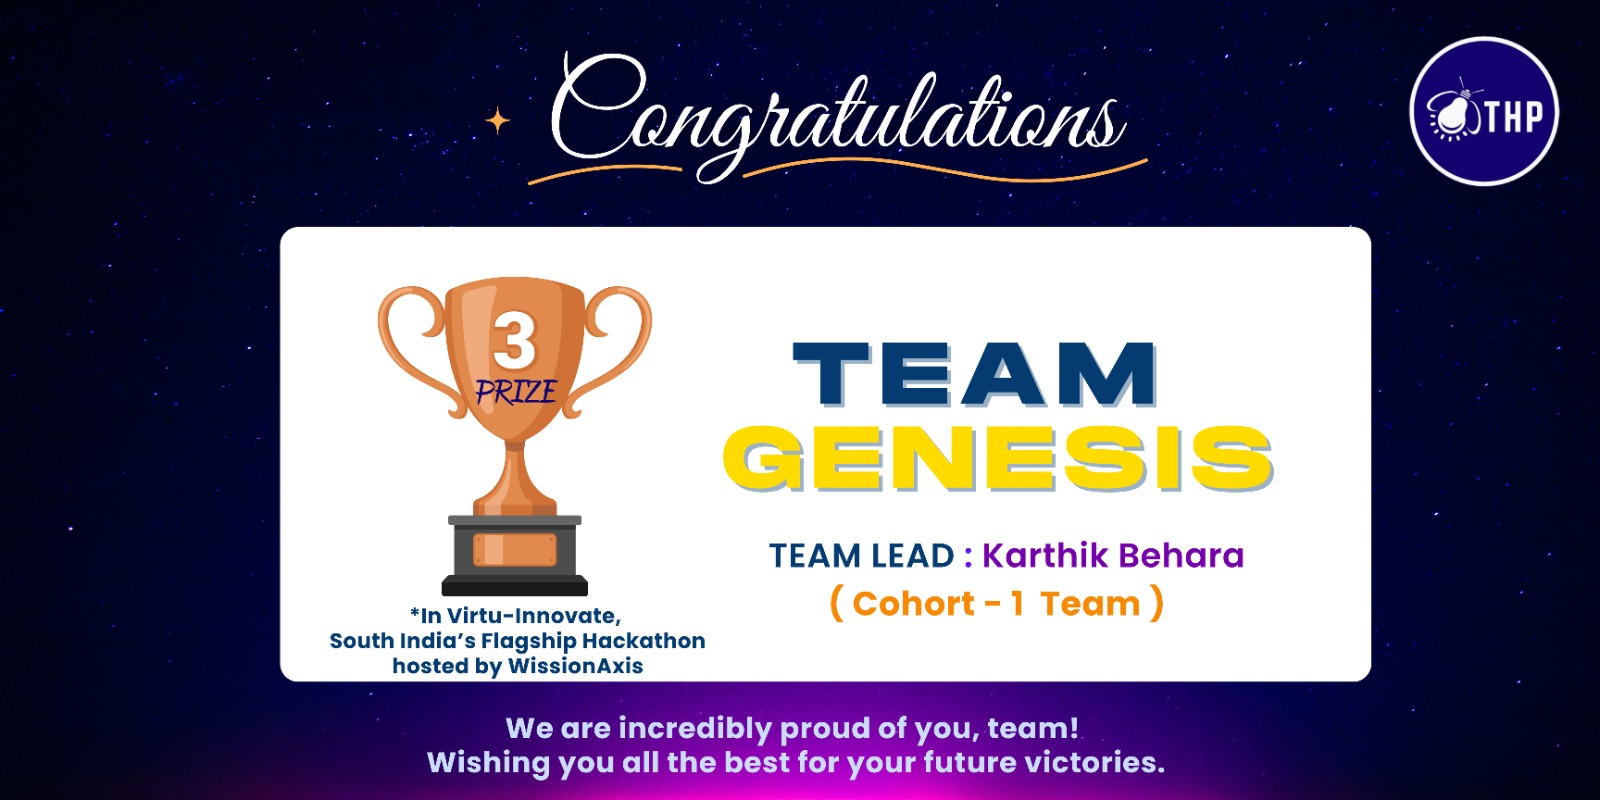 Congratulations
THP
3
PRIZE
TEAM
GENESIS
TEAM LEAD : Karthik Behara
( Cohort - 1 Team )
*In Virtu-Innovate,
South India's Flagship Hackathon
hosted by WissionAxis
We are incredibly proud of you, team!
Wishing you all the best for your future victories.